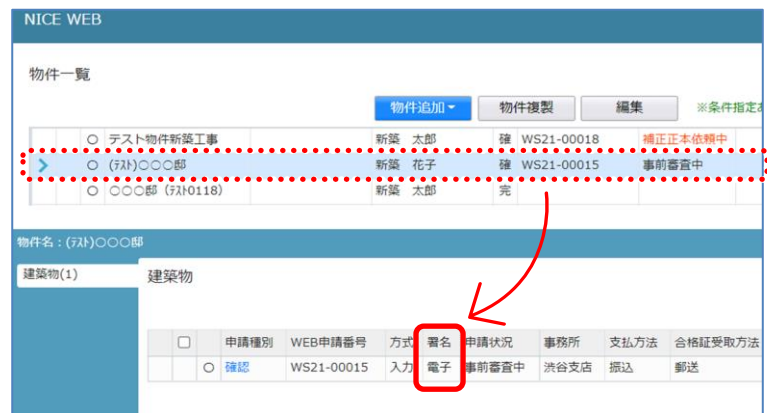 NICE WEB
物件一覧
物件追加 物件複製 編集 ※条件指定
○ テスト物件新築工事 新築 太郎 確 WS21-00018 補正正本依頼中
○ (ﾃｽﾄ)○○○邸 新築 花子 確 WS21-00015 事前審査中
○ ○○○邸 (ﾃｽﾄ0118) 新築 太郎 完
物件名：(ﾃｽﾄ)○○○邸
建築物(1) 建築物
申請種別 WEB申請番号 方式 署名 申請状況 事務所 支払方法 合格証受取方法
○ 確認 WS21-00015 入力 電子 事前審査中 渋谷支店 振込 郵送